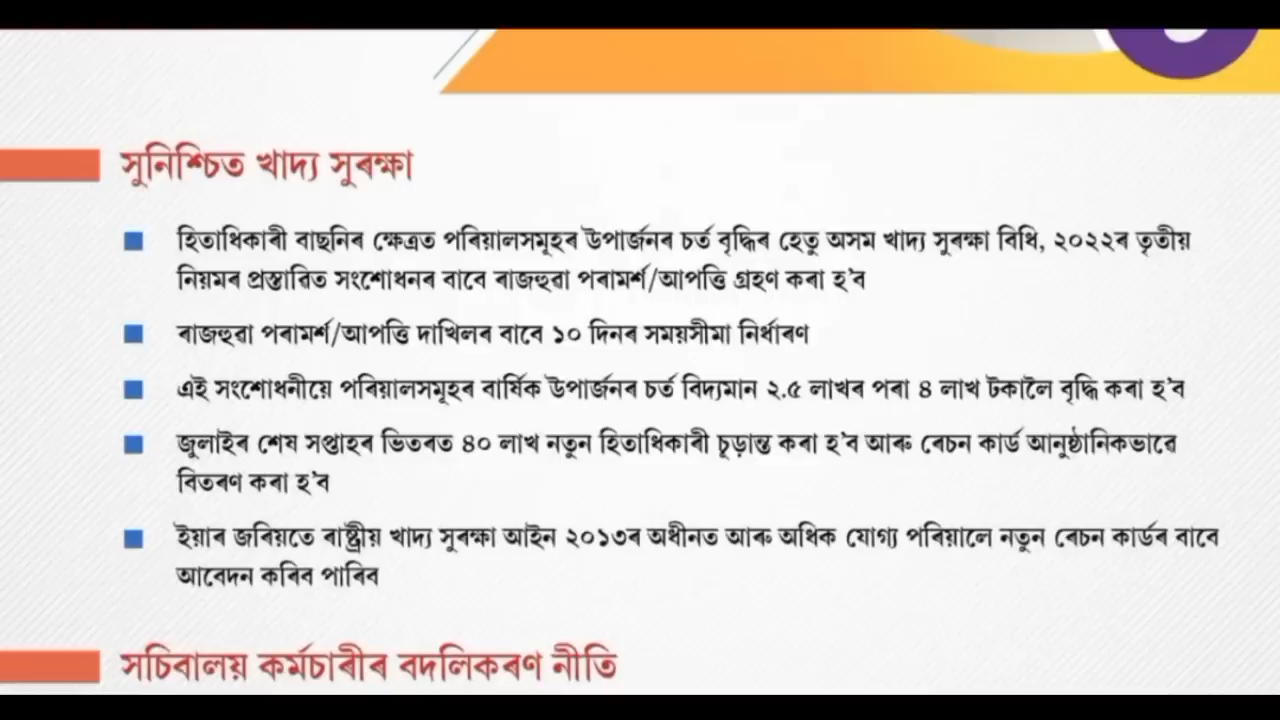 সুনিশ্চিত খাদ্য সুৰক্ষা
হিতাধিকাৰী বাছনিৰ ক্ষেত্ৰত পৰিয়ালসমূহৰ উপাৰ্জনৰ চৰ্ত বৃদ্ধিৰ হেতু অসম খাদ্য সুৰক্ষা বিধি, ২০২২ৰ তৃতীয়
নিয়মৰ প্ৰস্তাৱিত সংশোধনৰ বাবে ৰাজহুৱা পৰামৰ্শ/আপত্তি গ্ৰহণ কৰা হ'ব
ৰাজহুৱা পৰামৰ্শ/আপত্তি দাখিলৰ বাবে ১০ দিনৰ সময়সীমা নিৰ্ধাৰণ
এই সংশোধনীয়ে পৰিয়ালসমূহৰ বাৰ্ষিক উপাৰ্জনৰ চৰ্ত বিদ্যমান ২.৫ লাখৰ পৰা ৪ লাখ টকালৈ বৃদ্ধি কৰা হ'ব
জুলাইৰ শেষ সপ্তাহৰ ভিতৰত ৪০ লাখ নতুন হিতাধিকাৰী চূড়ান্ত কৰা হ'ব আৰু ৰেচন কাৰ্ড আনুষ্ঠানিকভাৱে
বিতৰণ কৰা হ'ব
ইয়াৰ জৰিয়তে ৰাষ্ট্ৰীয় খাদ্য সুৰক্ষা আইন ২০১৩ৰ অধীনত আৰু অধিক যোগ্য পৰিয়ালে নতুন ৰেচন কাৰ্ডৰ বাবে
আবেদন কৰিব পাৰিব
সচিবালয় কৰ্মচাৰীৰ বদলিকৰণ নীতি